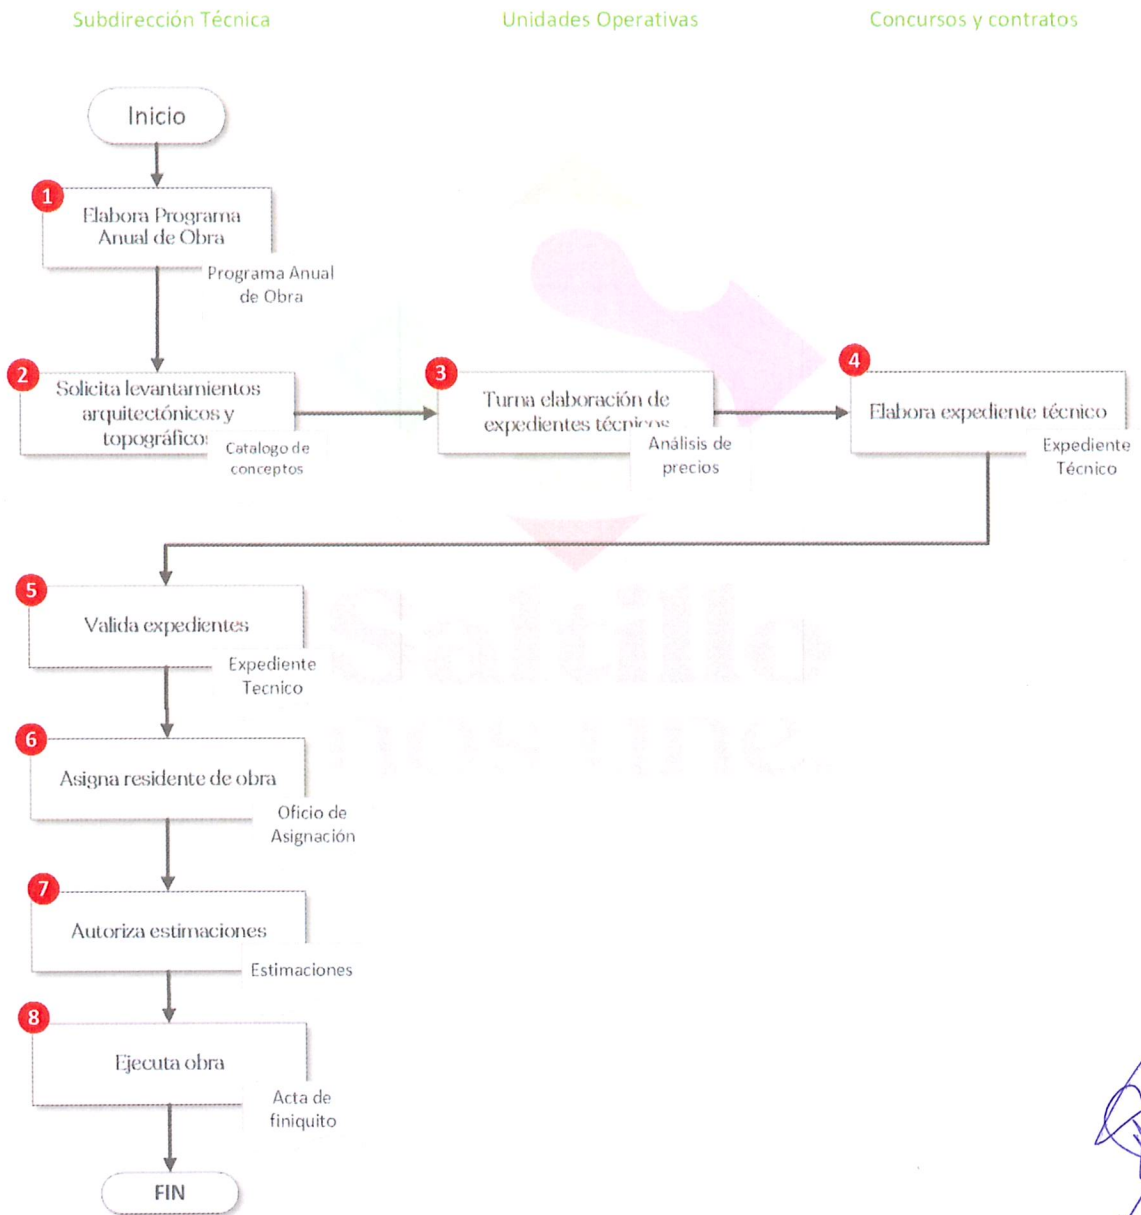 Subdirección Técnica
Unidades Operativas
Concursos y contratos
Inicio
1
Elabora Programa
Anual de Obra
Programa Anual
de Obra
2
Solicita levantamientos
arquitectónicos y
topográficos
Catalogo de
conceptos
3
Turna elaboración de
expedientes técnicos
Análisis de
precios
4
Elabora expediente técnico
Expediente
Técnico
5
Valida expedientes
Expediente
Tecnico
6
Asigna residente de obra
Oficio de
Asignación
7
Autoriza estimaciones
Estimaciones
8
Ejecuta obra
Acta de
finiquito
FIN
Saltillo